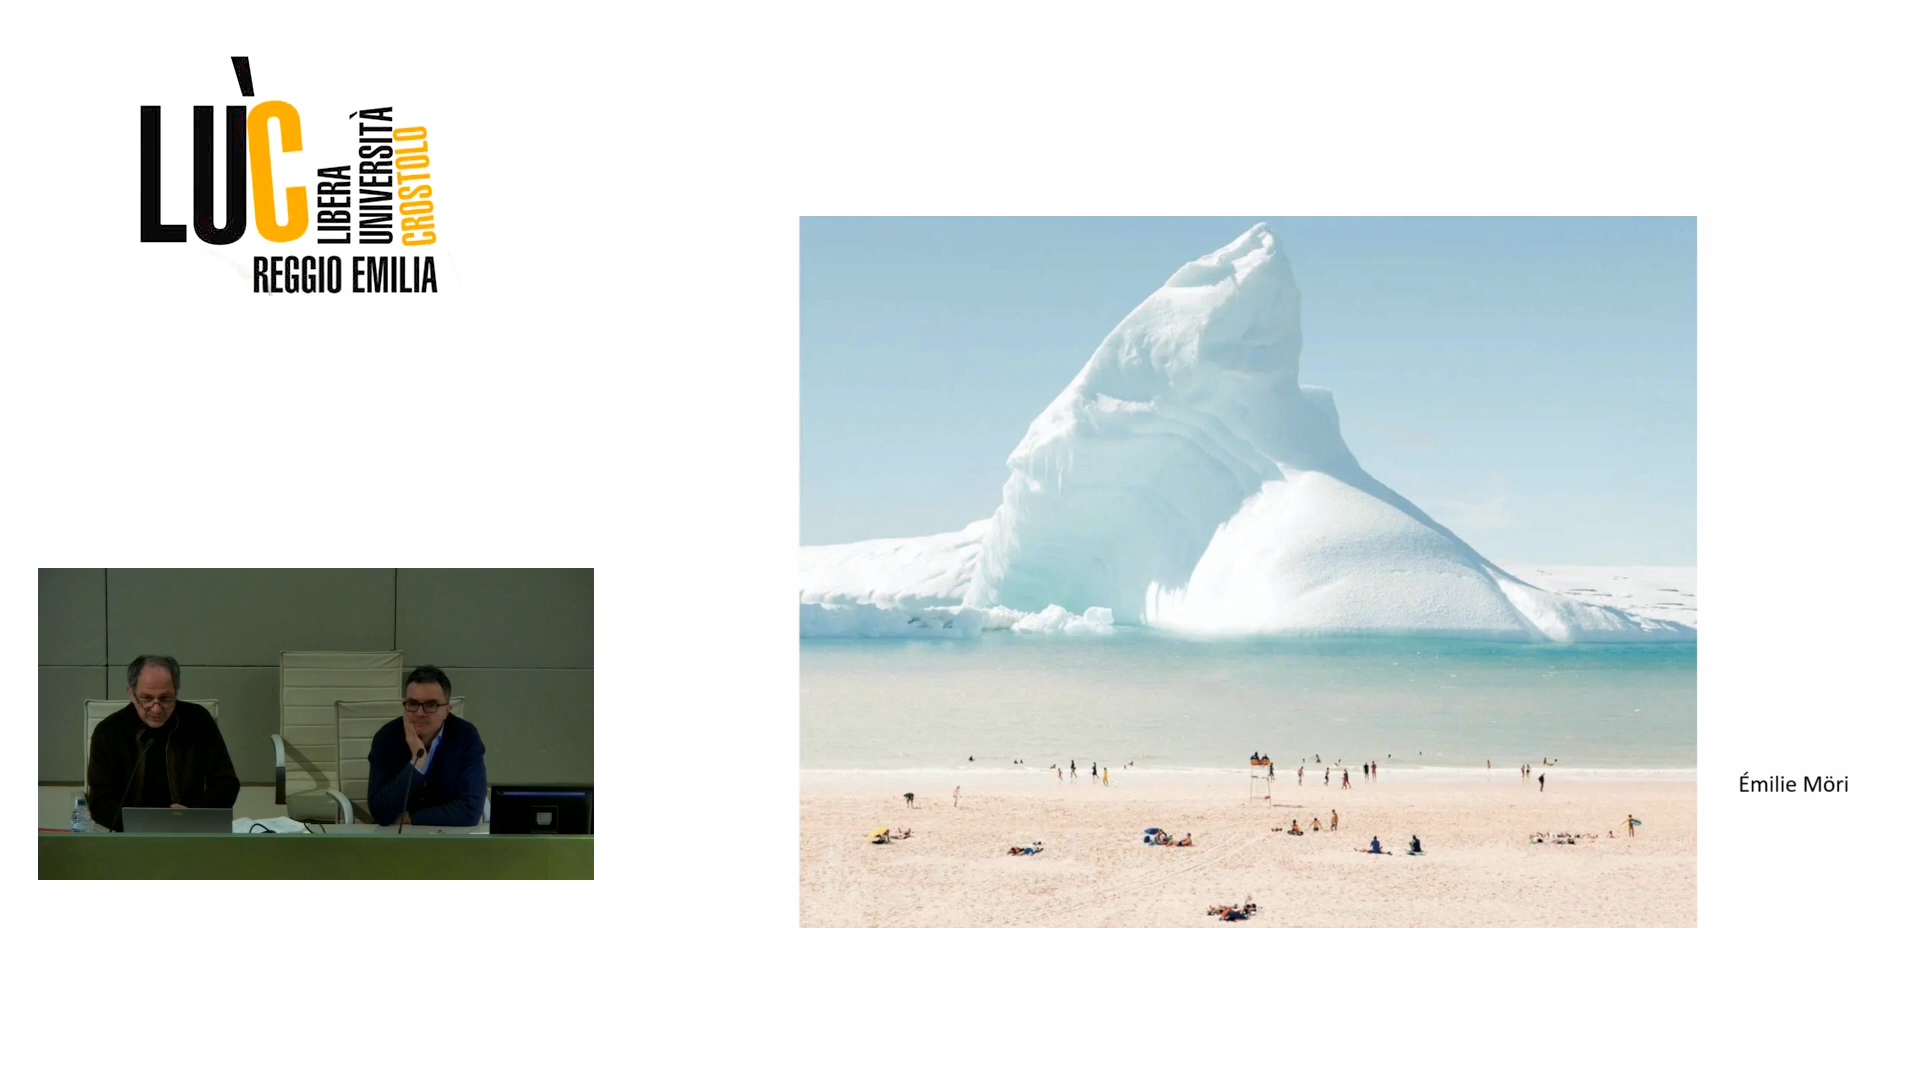 LÙC
LIBERA
UNIVERSITÀ
CROSTOLO
REGGIO EMILIA
Émilie Möri